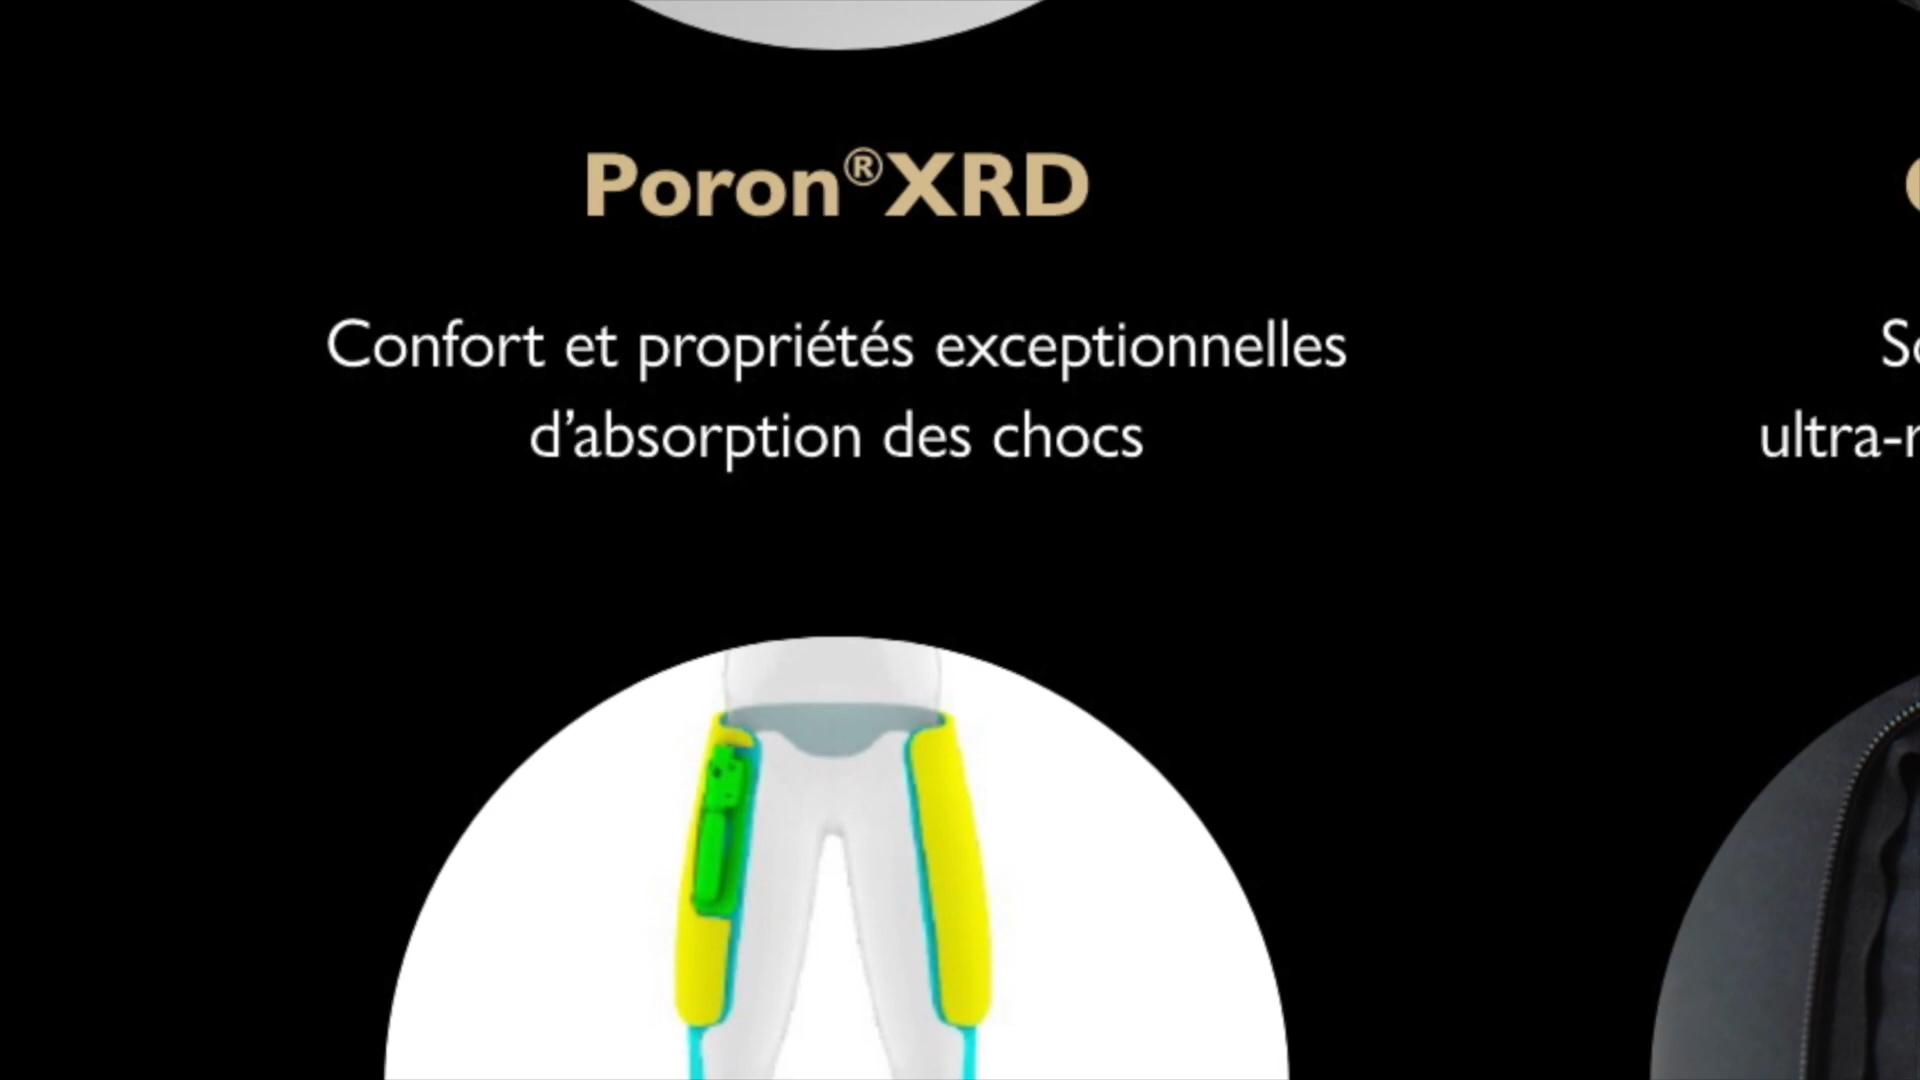 Poron®XRD
Confort et propriétés exceptionnelles
d’absorption des chocs